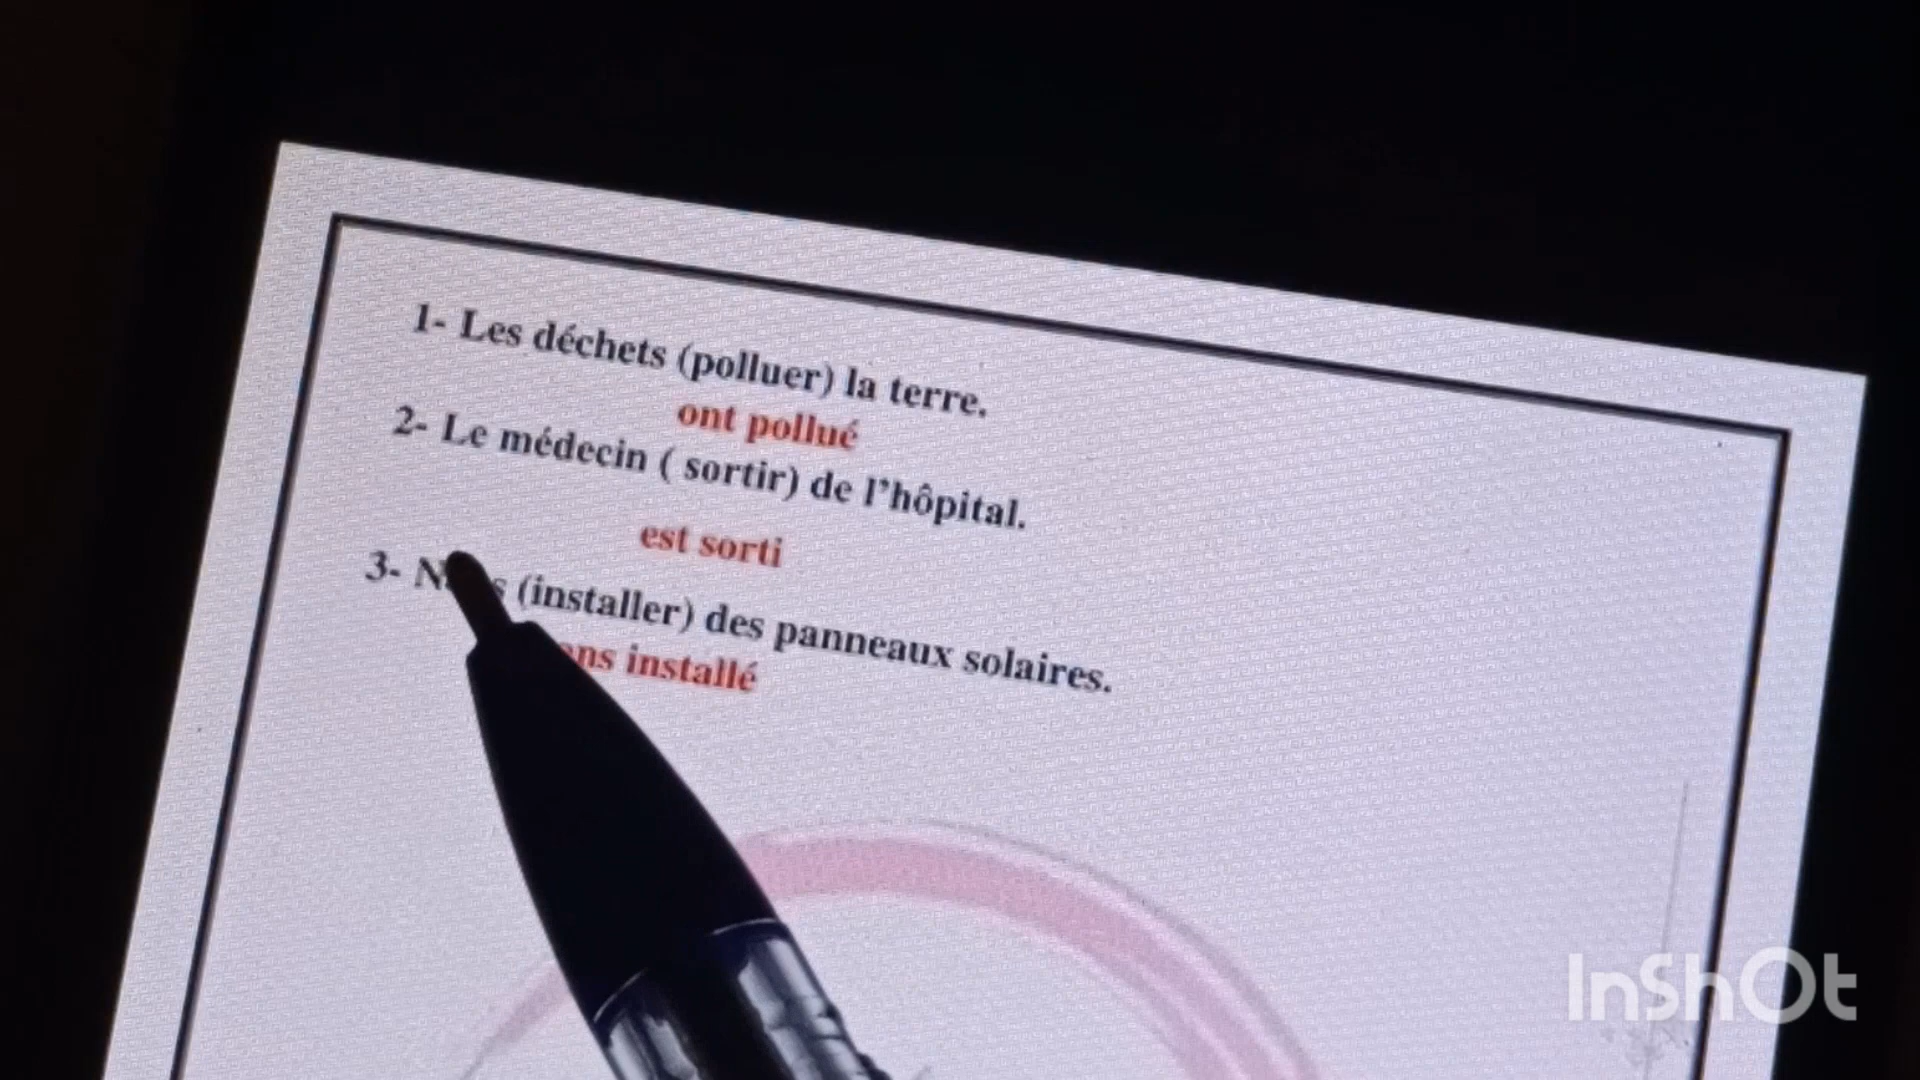 1- Les déchets (polluer) la terre.
ont pollué
2- Le médecin ( sortir) de l'hôpital.
est sorti
3- (installer) des panneaux solaires.
installé
InShOt